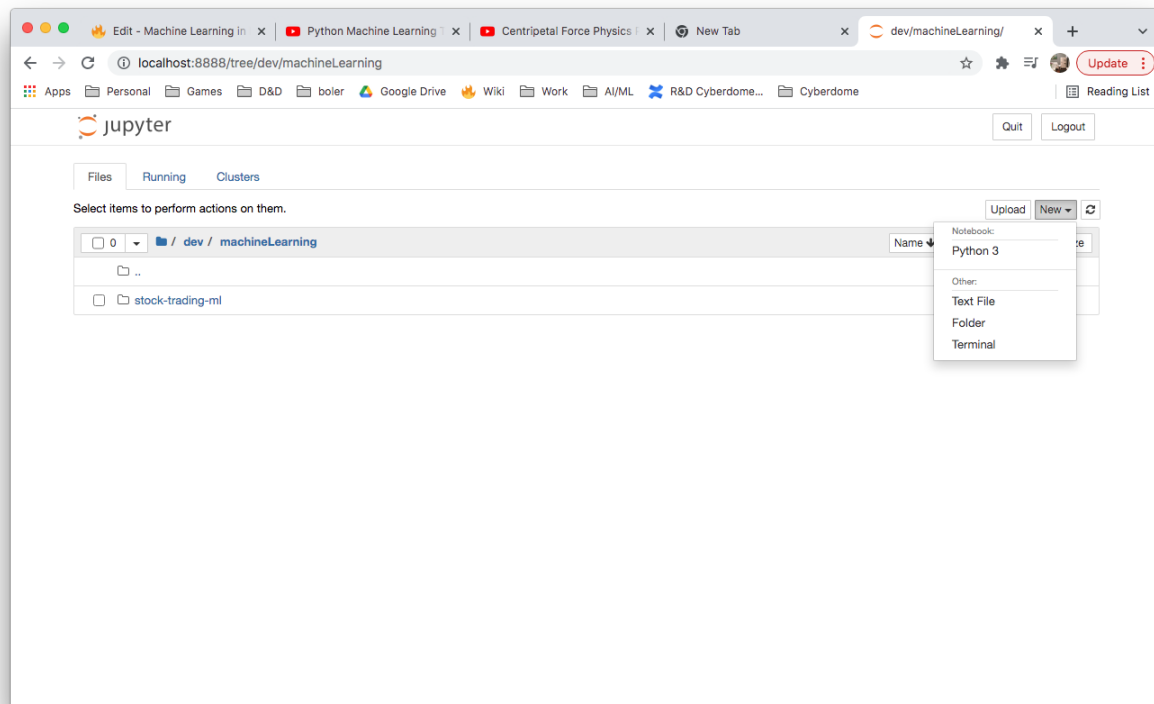 Edit - Machine Learning in
Python Machine Learning T
Centripetal Force Physics
New Tab
dev/machineLearning/
localhost:8888/tree/dev/machineLearning
Update
Apps Personal Games D&D boler Google Drive Wiki Work AI/ML R&D Cyberdome... Cyberdome
Reading List
jupyter
Quit Logout
Files Running Clusters
Select items to perform actions on them.
Upload New
0 / dev / machineLearning
Name
Notebook:
Python 3
..
Other:
stock-trading-ml
Text File
Folder
Terminal